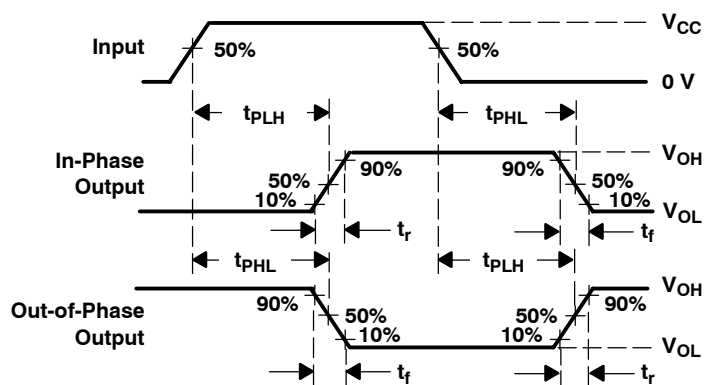 V_CC
Input
50%
50%
0 V
t_PLH
t_PHL
In-Phase
Output
V_OH
90%
90%
50%
50%
10%
10%
V_OL
t_r
t_f
t_PHL
t_PLH
Out-of-Phase
Output
V_OH
90%
90%
50%
50%
10%
10%
V_OL
t_f
t_r